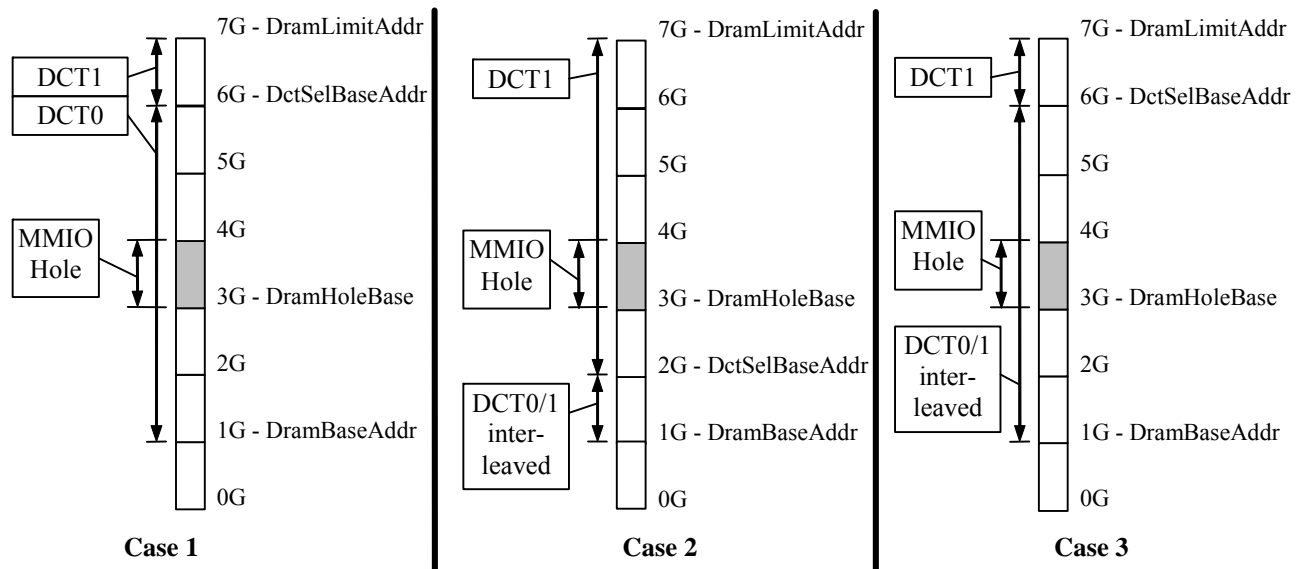 7G - DramLimitAddr
DCT1
6G - DctSelBaseAddr
DCT0
5G
4G
MMIO
Hole
3G - DramHoleBase
2G
1G - DramBaseAddr
0G
Case 1
7G - DramLimitAddr
DCT1
6G
5G
4G
MMIO
Hole
3G - DramHoleBase
2G - DctSelBaseAddr
DCT0/1
inter-
leaved
1G - DramBaseAddr
0G
Case 2
7G - DramLimitAddr
DCT1
6G - DctSelBaseAddr
5G
4G
MMIO
Hole
3G - DramHoleBase
DCT0/1
inter-
leaved
2G
1G - DramBaseAddr
0G
Case 3